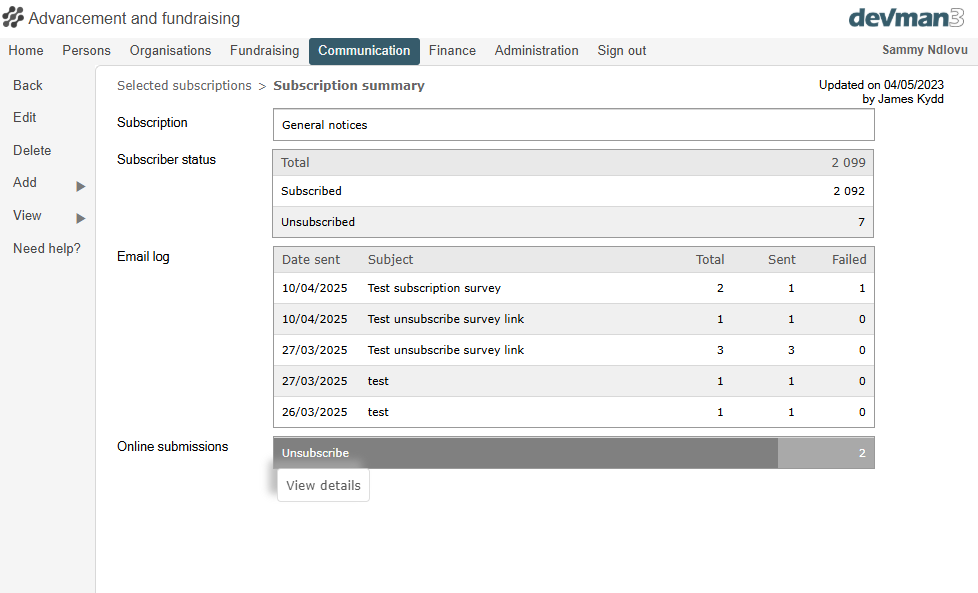 Advancement and fundraising
devman3
Home Persons Organisations Fundraising Communication Finance Administration Sign out Sammy Ndlovu
Back
Edit
Delete
Add
View
Need help?
Selected subscriptions > Subscription summary
Updated on 04/05/2023
by James Kydd
Subscription General notices
Subscriber status Total 2 099
Subscribed 2 092
Unsubscribed 7
Email log Date sent Subject Total Sent Failed
10/04/2025 Test subscription survey 2 1 1
10/04/2025 Test unsubscribe survey link 1 1 0
27/03/2025 Test unsubscribe survey link 3 3 0
27/03/2025 test 1 1 0
26/03/2025 test 1 1 0
Online submissions Unsubscribe 2
View details